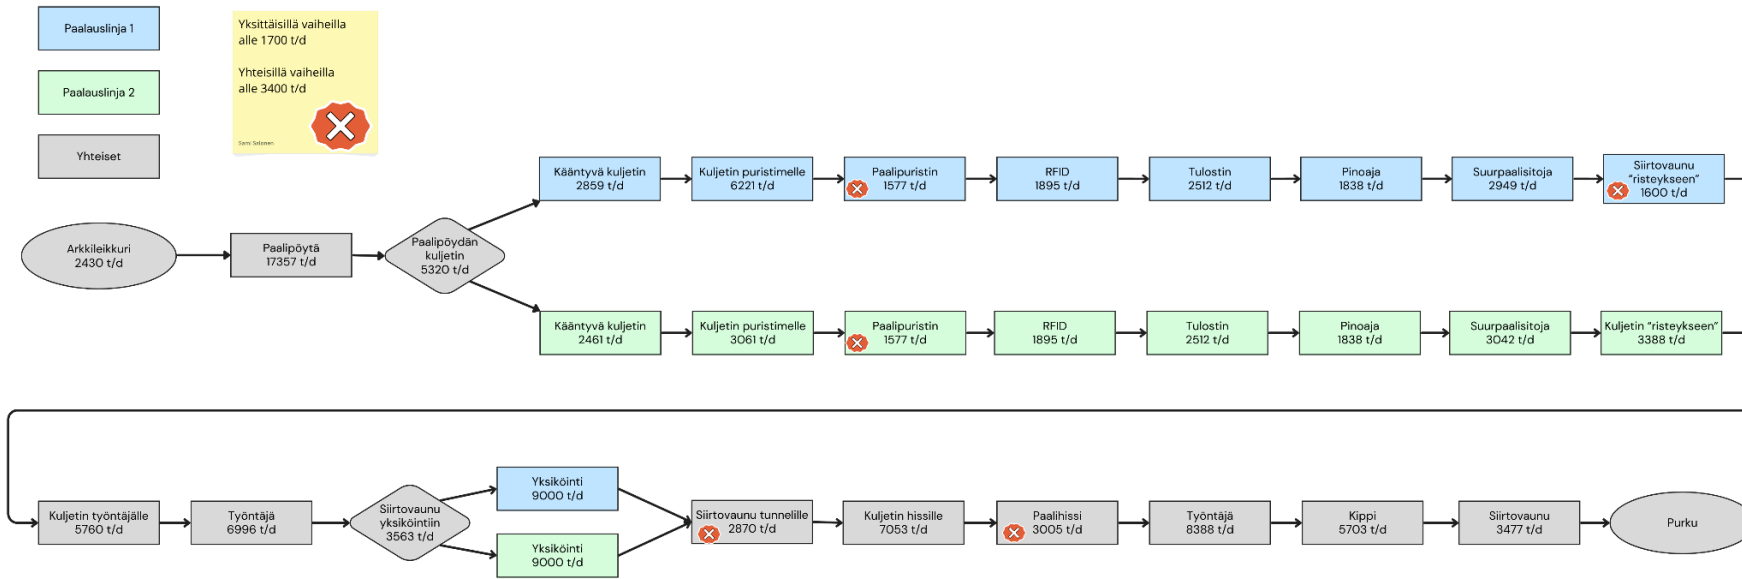 Paalauslinja 1
Paalauslinja 2
Yhteiset
Yksittäisillä vaiheilla
alle 1700 t/d
Yhteisillä vaiheilla
alle 3400 t/d
Sami Salonen
Arkkileikkuri
2430 t/d
Paalipöytä
17357 t/d
Paalipöydän
kuljetin
5320 t/d
Kääntyvä kuljetin
2859 t/d
Kuljetin puristimelle
6221 t/d
Paalipuristin
1577 t/d
RFID
1895 t/d
Tulostin
2512 t/d
Pinoaja
1838 t/d
Suurpaalisitoja
2949 t/d
Siirtovaunu
"risteykseen"
1600 t/d
Kääntyvä kuljetin
2461 t/d
Kuljetin puristimelle
3061 t/d
Paalipuristin
1577 t/d
RFID
1895 t/d
Tulostin
2512 t/d
Pinoaja
1838 t/d
Suurpaalisitoja
3042 t/d
Kuljetin "risteykseen"
3388 t/d
Kuljetin työntäjälle
5760 t/d
Työntäjä
6996 t/d
Siirtovaunu
yksiköintiin
3563 t/d
Yksiköinti
9000 t/d
Yksiköinti
9000 t/d
Siirtovaunu tunnelille
2870 t/d
Kuljetin hissille
7053 t/d
Paalihissi
3005 t/d
Työntäjä
8388 t/d
Kippi
5703 t/d
Siirtovaunu
3477 t/d
Purku